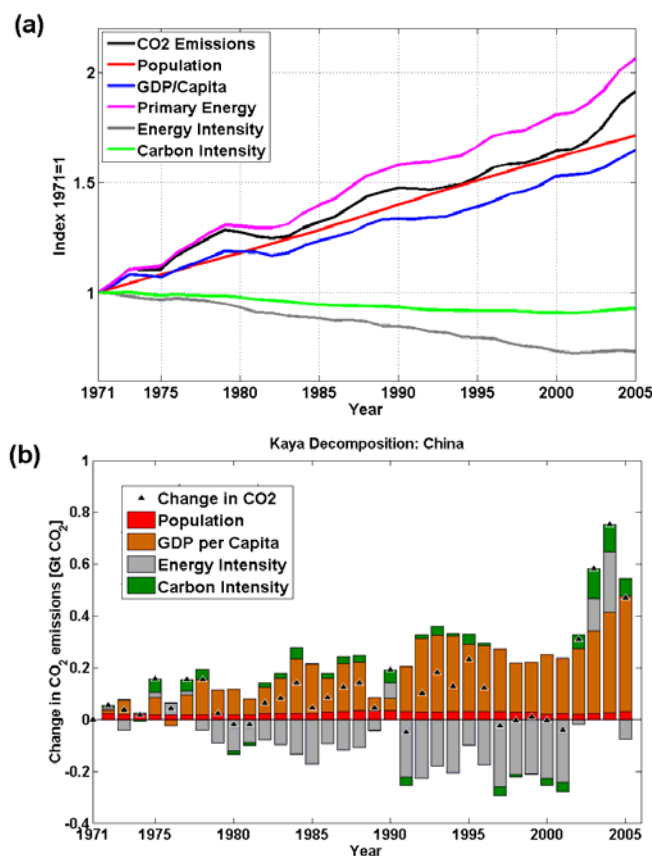 (a)
CO2 Emissions
Population
GDP/Capita
Primary Energy
Energy Intensity
Carbon Intensity
2
1.5
1
Index 1971=1
1971 1975 1980 1985 1990 1995 2000 2005
Year
Kaya Decomposition: China
(b)
Change in CO2
Population
GDP per Capita
Energy Intensity
Carbon Intensity
1
0.8
0.6
0.4
0.2
0
-0.2
-0.4
Change in CO₂ emissions [Gt CO₂]
1971 1975 1980 1985 1990 1995 2000 2005
Year